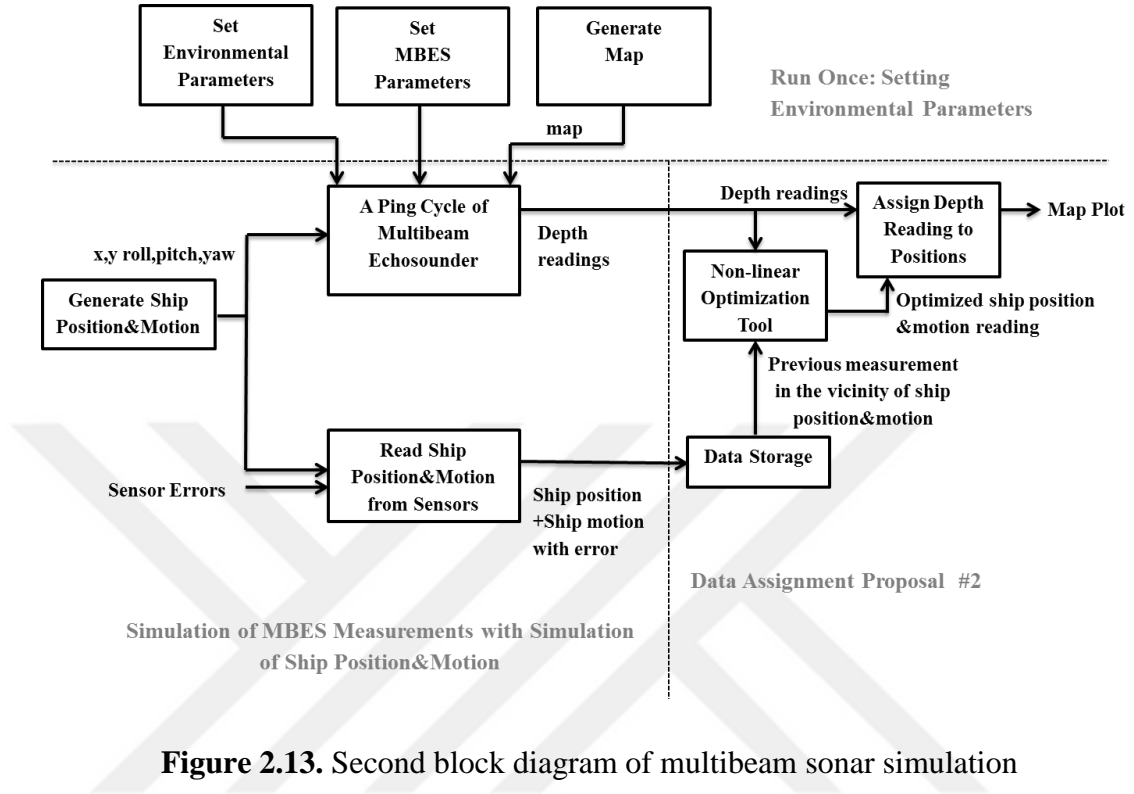 Set
Environmental
Parameters
Set
MBES
Parameters
Generate
Map
Run Once: Setting
Environmental Parameters
map
A Ping Cycle of
Multibeam
Echosounder
Depth readings
Assign Depth
Reading to
Positions
Map Plot
x,y roll,pitch,yaw
Depth
readings
Generate Ship
Position&Motion
Non-linear
Optimization
Tool
Optimized ship position
&motion reading
Previous measurement
in the vicinity of ship
position&motion
Read Ship
Position&Motion
from Sensors
Data Storage
Sensor Errors
Ship position
+Ship motion
with error
Data Assignment Proposal #2
Simulation of MBES Measurements with Simulation
of Ship Position&Motion
Figure 2.13. Second block diagram of multibeam sonar simulation